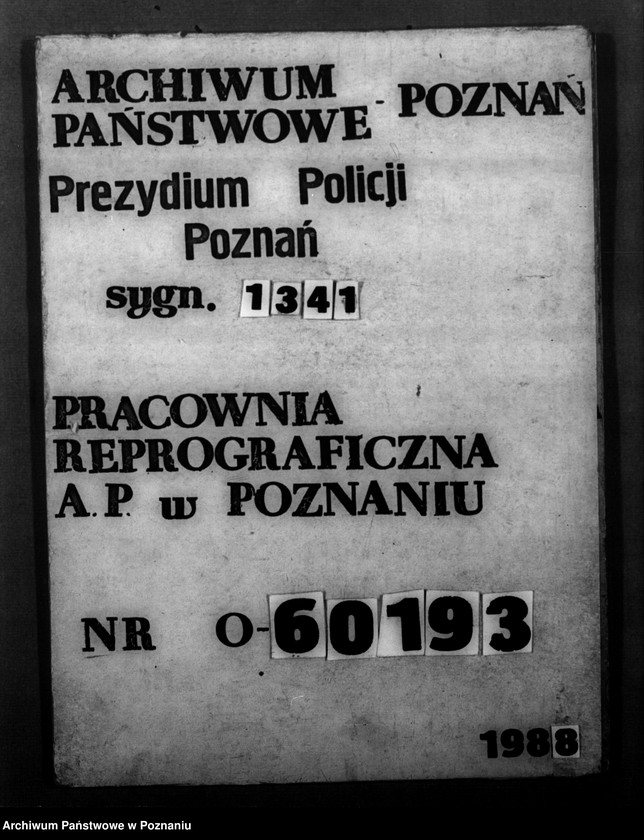 ARCHIWUM
PAŃSTWOWE - POZNAŃ
Prezydium Policji
Poznań
sygn. 1341
PRACOWNIA
REPROGRAFICZNA
A.P. w POZNANIU
NR O-60193
1988
Archiwum Państwowe w Poznaniu